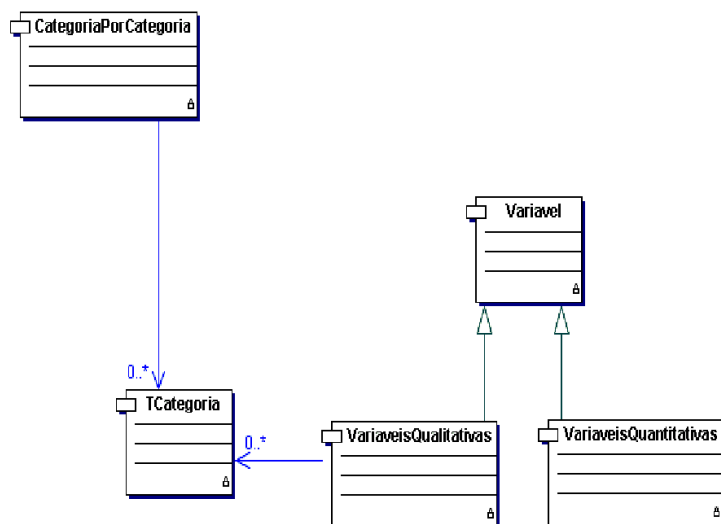 CategoriaPorCategoria
Variavel
0..*
TCategoria
0..*
VariaveisQualitativas
VariaveisQuantitativas